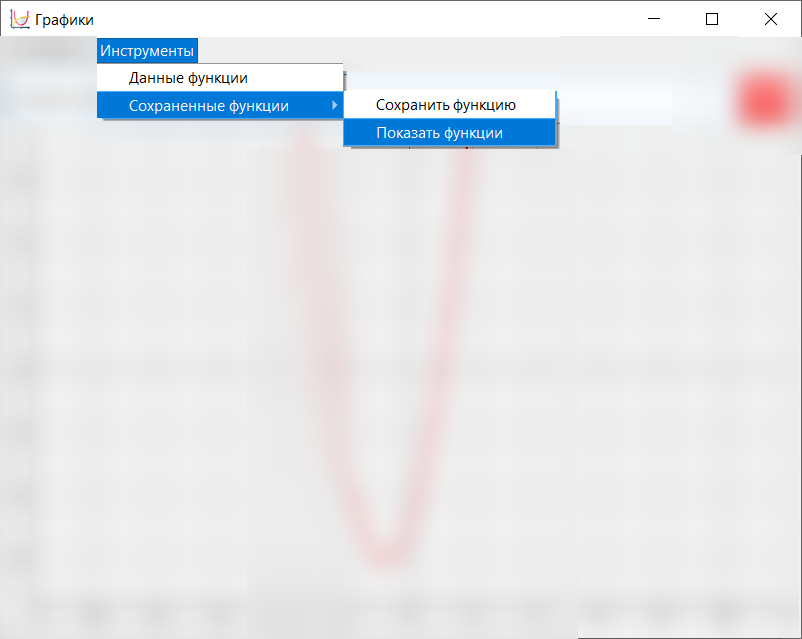 Графики
Инструменты
Данные функции
Сохраненные функции
Сохранить функцию
Показать функции